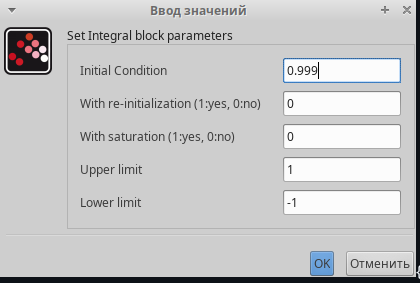 Ввод значений
Set Integral block parameters
Initial Condition 0.999
With re-initialization (1:yes, 0:no) 0
With saturation (1:yes, 0:no) 0
Upper limit 1
Lower limit -1
OK Отменить